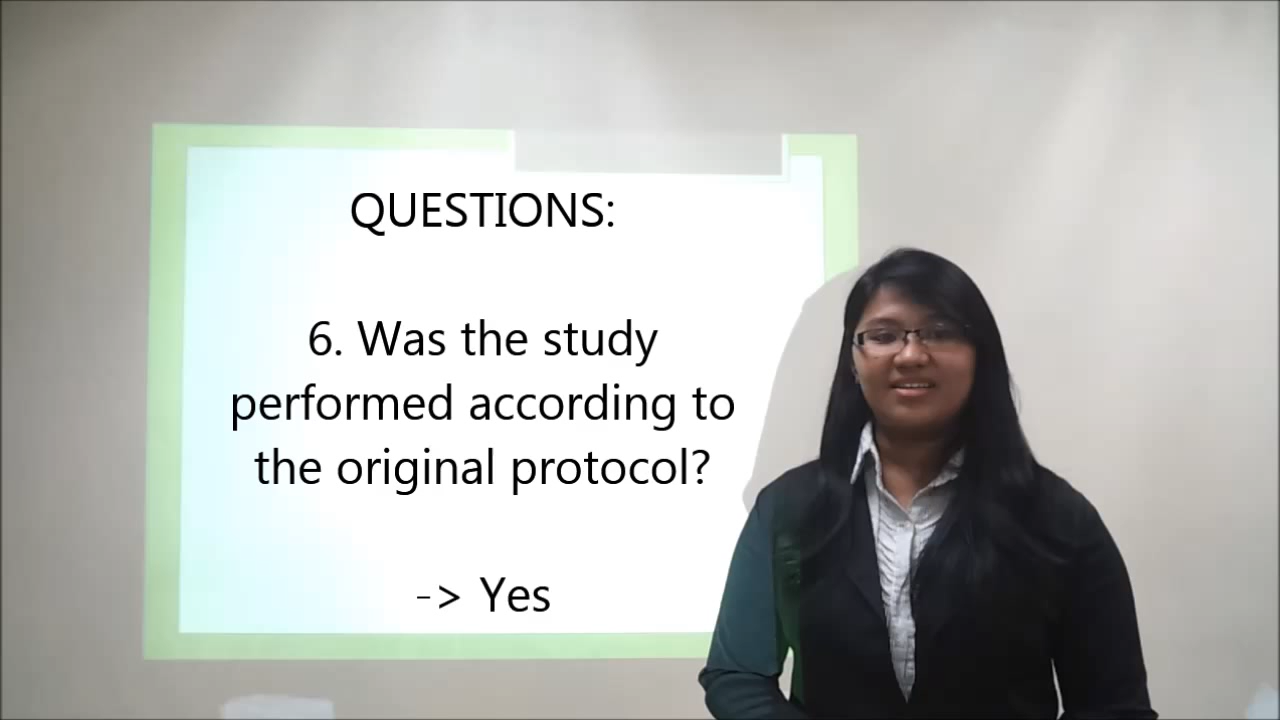 QUESTIONS:
6. Was the study
performed according to
the original protocol?
-> Yes